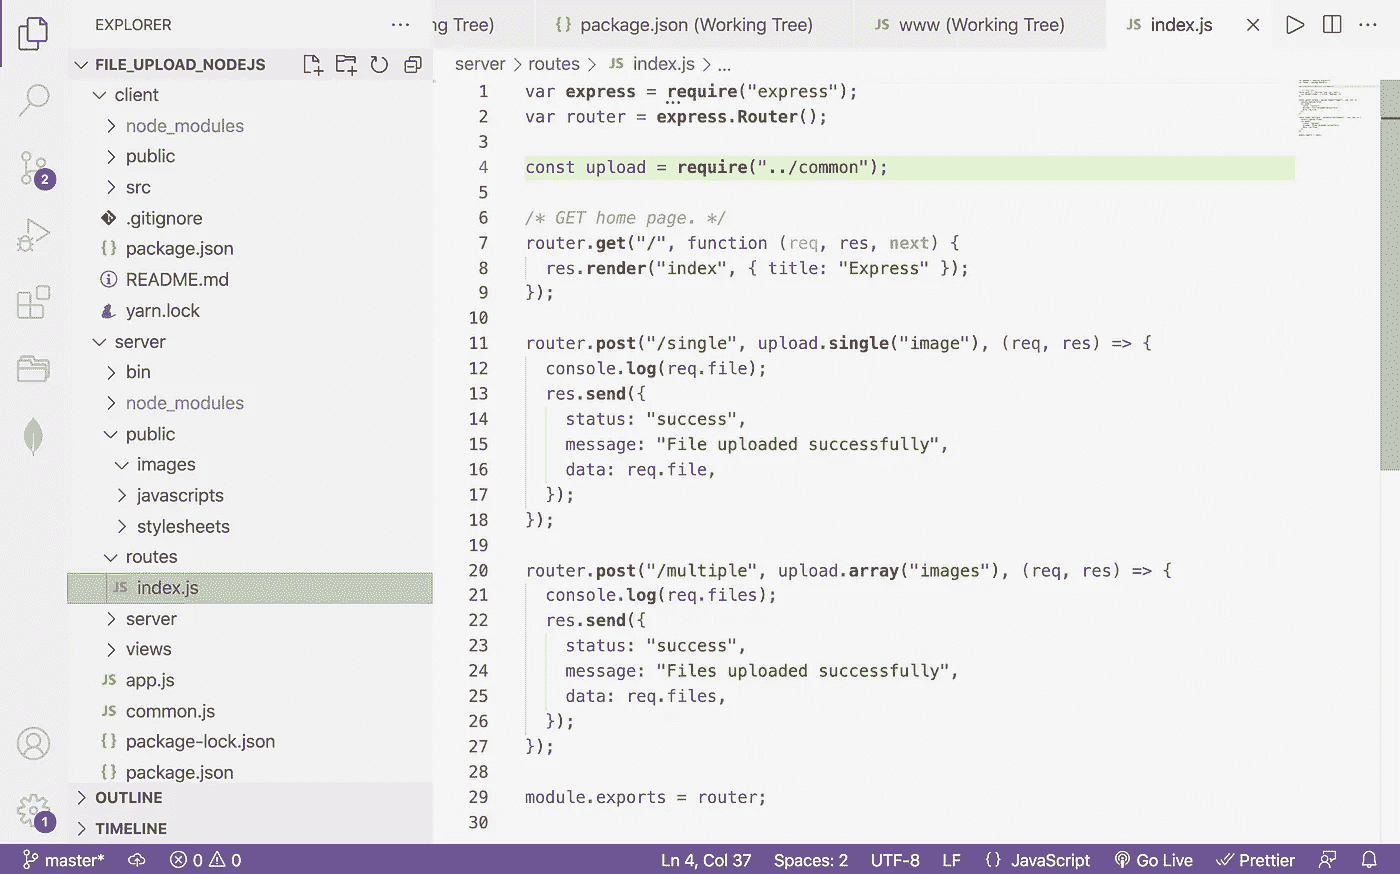 EXPLORER
ng Tree)
{} package.json (Working Tree)
JS www (Working Tree)
JS index.js
FILE_UPLOAD_NODEJS
server > routes > JS index.js > ...
client
node_modules
public
src
.gitignore
{} package.json
README.md
yarn.lock
server
bin
node_modules
public
images
javascripts
stylesheets
routes
JS index.js
server
views
JS app.js
JS common.js
{} package-lock.json
{} package.json
OUTLINE
TIMELINE
2
1
1 var express = require("express");
2 var router = express.Router();
3
4 const upload = require("../common");
5
6 /* GET home page. */
7 router.get("/", function (req, res, next) {
8 res.render("index", { title: "Express" });
9 });
10
11 router.post("/single", upload.single("image"), (req, res) => {
12 console.log(req.file);
13 res.send({
14 status: "success",
15 message: "File uploaded successfully",
16 data: req.file,
17 });
18 });
19
20 router.post("/multiple", upload.array("images"), (req, res) => {
21 console.log(req.files);
22 res.send({
23 status: "success",
24 message: "Files uploaded successfully",
25 data: req.files,
26 });
27 });
28
29 module.exports = router;
30
master* 0 0 Ln 4, Col 37 Spaces: 2 UTF-8 LF {} JavaScript Go Live Prettier